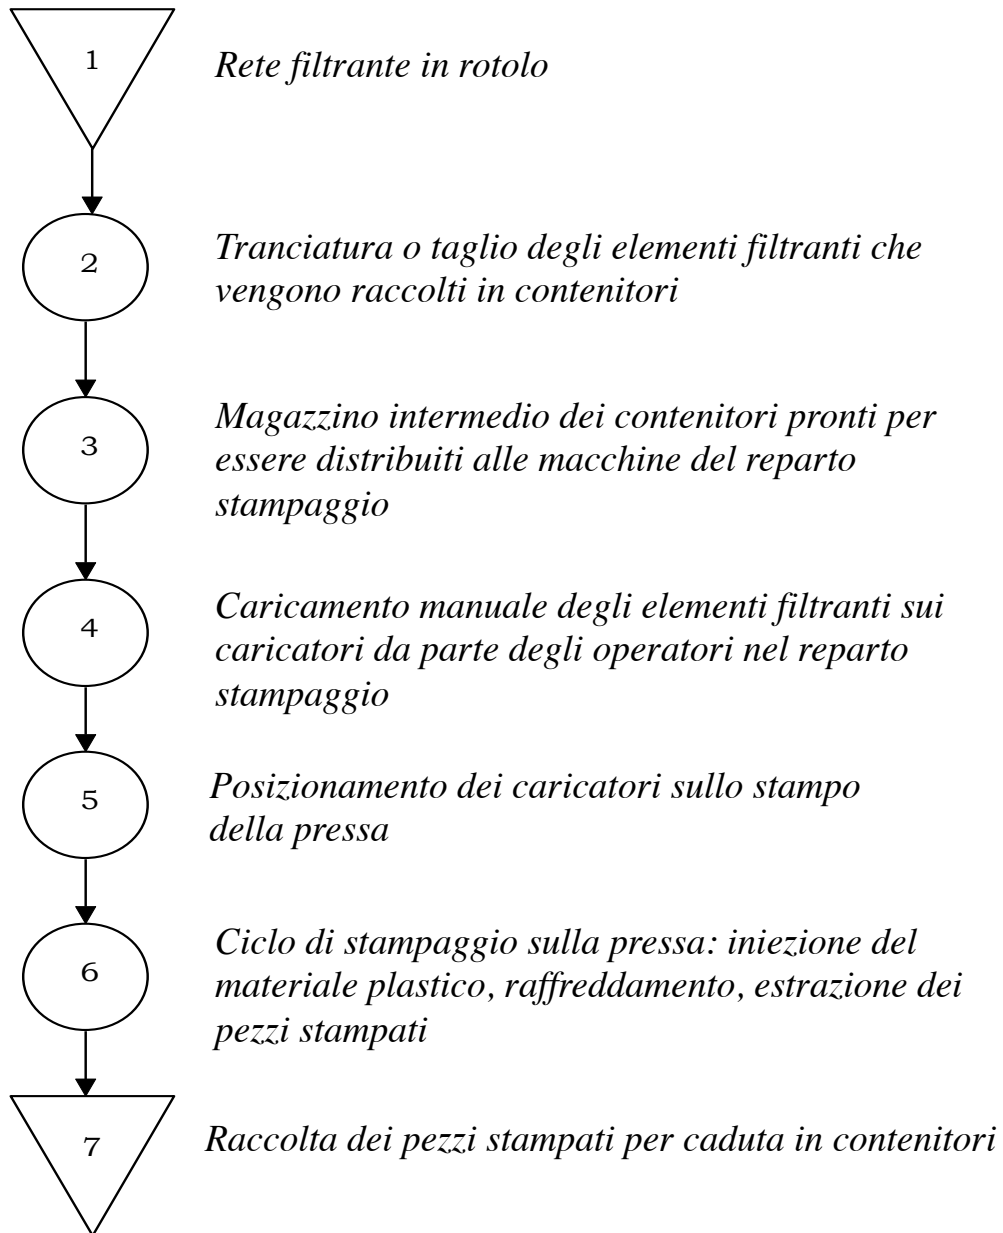 1
Rete filtrante in rotolo
2
Tranciatura o taglio degli elementi filtranti che
vengono raccolti in contenitori
3
Magazzino intermedio dei contenitori pronti per
essere distribuiti alle macchine del reparto
stampaggio
4
Caricamento manuale degli elementi filtranti sui
caricatori da parte degli operatori nel reparto
stampaggio
5
Posizionamento dei caricatori sullo stampo
della pressa
6
Ciclo di stampaggio sulla pressa: iniezione del
materiale plastico, raffreddamento, estrazione dei
pezzi stampati
7
Raccolta dei pezzi stampati per caduta in contenitori